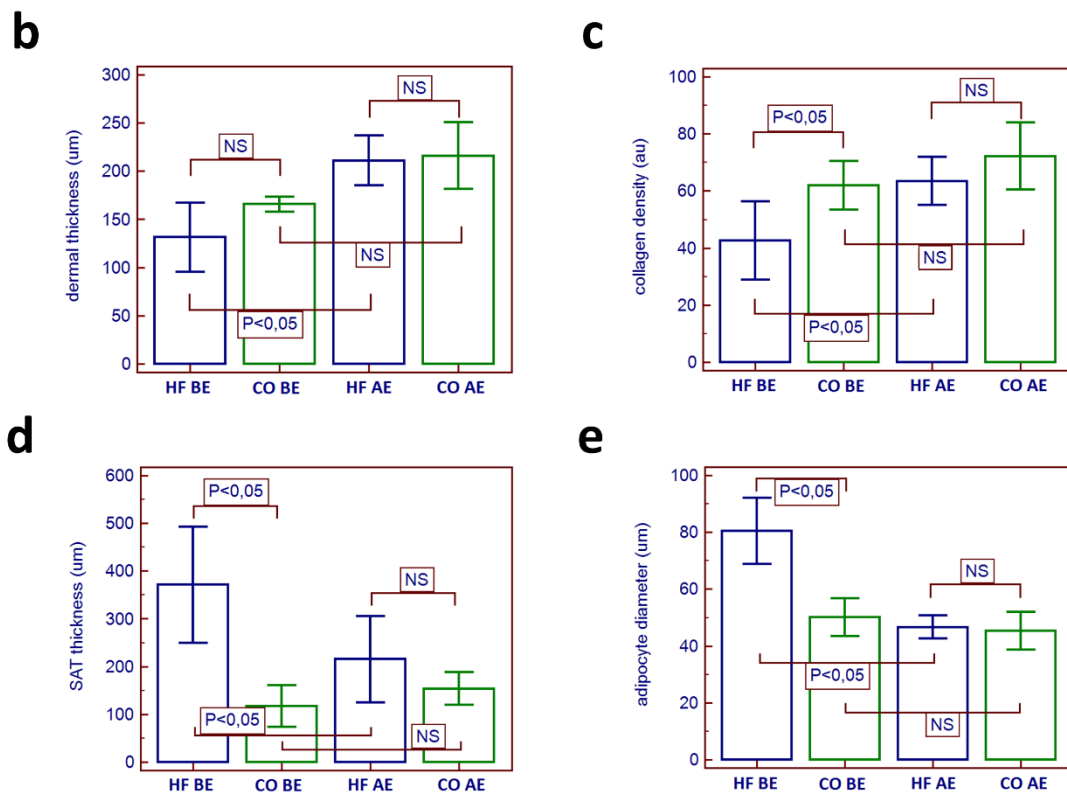 b
300
250
200
150
100
50
0
dermal thickness (um)
NS
NS
NS
P<0,05
HF BE CO BE HF AE CO AE
c
100
80
60
40
20
0
collagen density (au)
P<0,05
NS
NS
P<0,05
HF BE CO BE HF AE CO AE
d
600
500
400
300
200
100
0
SAT thickness (um)
P<0,05
NS
P<0,05
NS
HF BE CO BE HF AE CO AE
e
100
80
60
40
20
0
adipocyte diameter (um)
P<0,05
NS
P<0,05
NS
HF BE CO BE HF AE CO AE